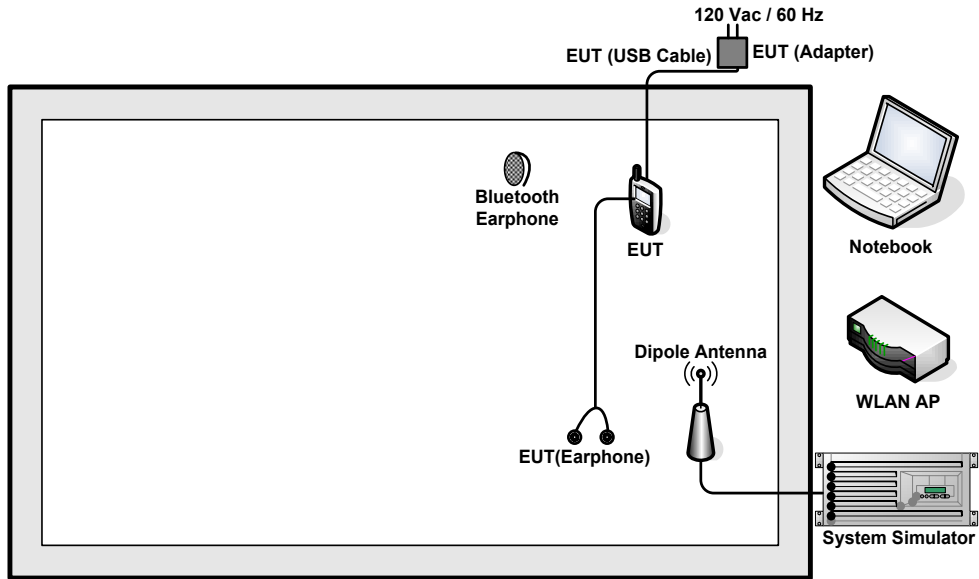 120 Vac / 60 Hz
EUT (USB Cable)
EUT (Adapter)
Bluetooth
Earphone
EUT
Notebook
Dipole Antenna
WLAN AP
EUT(Earphone)
System Simulator